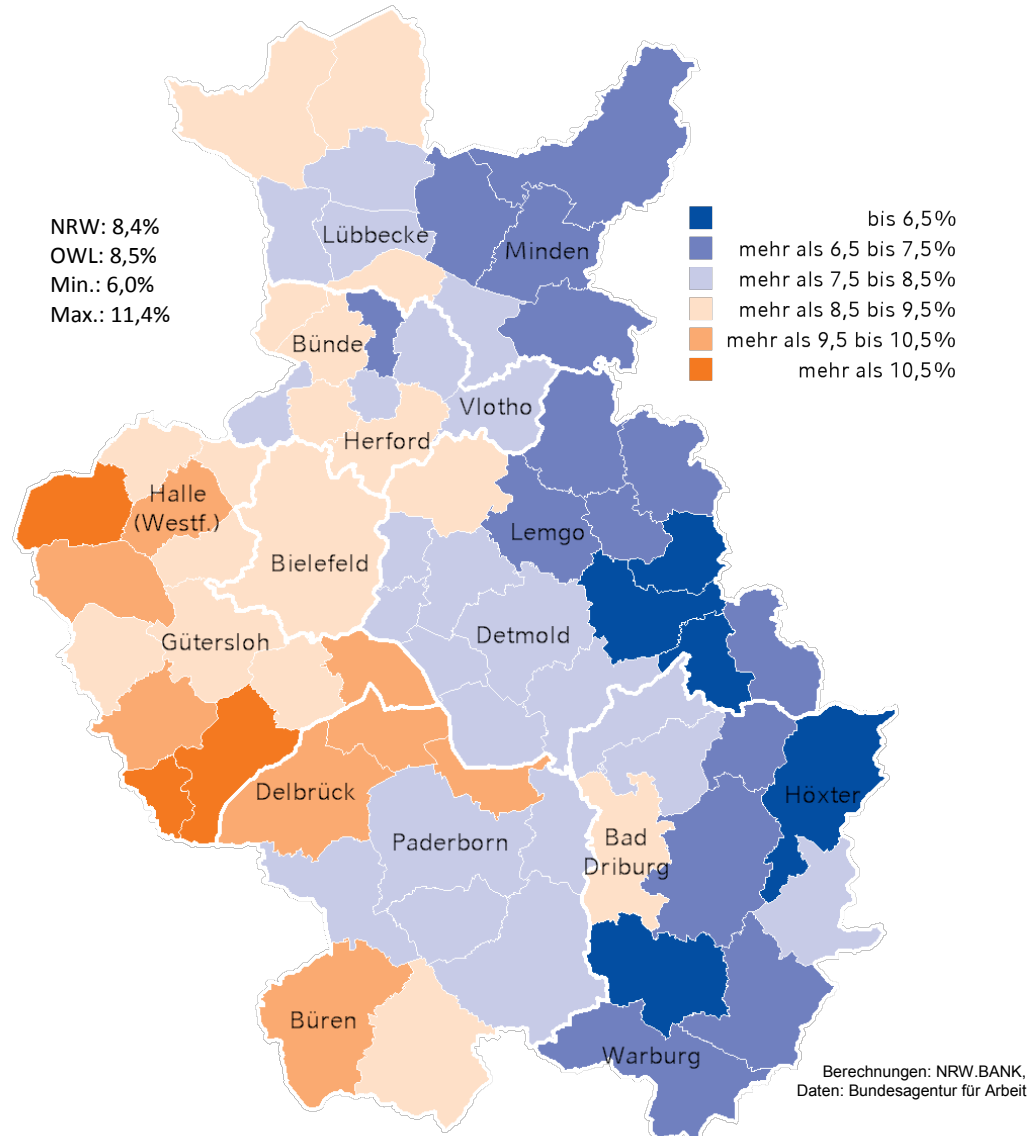 NRW: 8,4%
OWL: 8,5%
Min.: 6,0%
Max.: 11,4%
bis 6,5%
mehr als 6,5 bis 7,5%
mehr als 7,5 bis 8,5%
mehr als 8,5 bis 9,5%
mehr als 9,5 bis 10,5%
mehr als 10,5%
Lübbecke
Minden
Bünde
Vlotho
Herford
Halle
(Westf.)
Lemgo
Bielefeld
Detmold
Gütersloh
Delbrück
Höxter
Paderborn
Bad
Driburg
Büren
Warburg
Berechnungen: NRW.BANK,
Daten: Bundesagentur für Arbeit